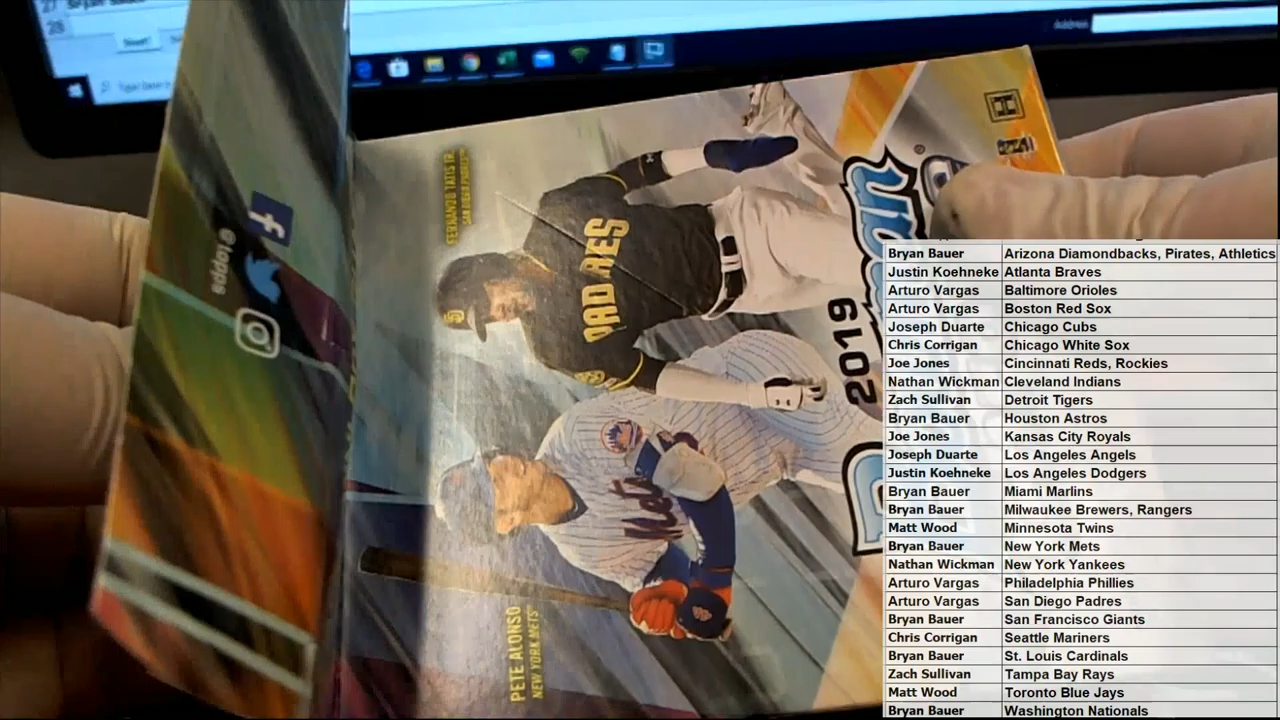 27 Bryan
28
Address
@topps
FERNANDO TATIS JR.
SAN DIEGO PADRES™
PADRES
2019
Mets
PETE ALONSO
NEW YORK METS™
Bryan Bauer Arizona Diamondbacks, Pirates, Athletics
Justin Koehneke Atlanta Braves
Arturo Vargas Baltimore Orioles
Arturo Vargas Boston Red Sox
Joseph Duarte Chicago Cubs
Chris Corrigan Chicago White Sox
Joe Jones Cincinnati Reds, Rockies
Nathan Wickman Cleveland Indians
Zach Sullivan Detroit Tigers
Bryan Bauer Houston Astros
Joe Jones Kansas City Royals
Joseph Duarte Los Angeles Angels
Justin Koehneke Los Angeles Dodgers
Bryan Bauer Miami Marlins
Bryan Bauer Milwaukee Brewers, Rangers
Matt Wood Minnesota Twins
Bryan Bauer New York Mets
Nathan Wickman New York Yankees
Arturo Vargas Philadelphia Phillies
Arturo Vargas San Diego Padres
Bryan Bauer San Francisco Giants
Chris Corrigan Seattle Mariners
Bryan Bauer St. Louis Cardinals
Zach Sullivan Tampa Bay Rays
Matt Wood Toronto Blue Jays
Bryan Bauer Washington Nationals